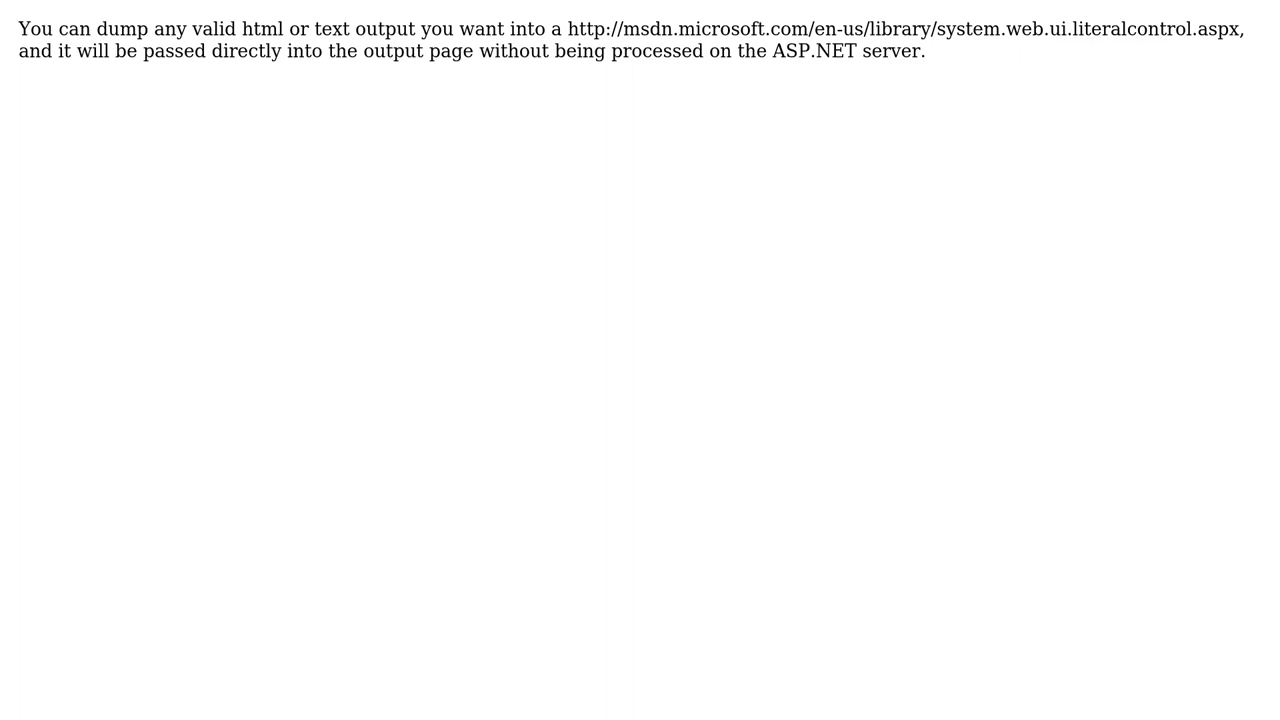 You can dump any valid html or text output you want into a http://msdn.microsoft.com/en-us/library/system.web.ui.literalcontrol.aspx,
and it will be passed directly into the output page without being processed on the ASP.NET server.